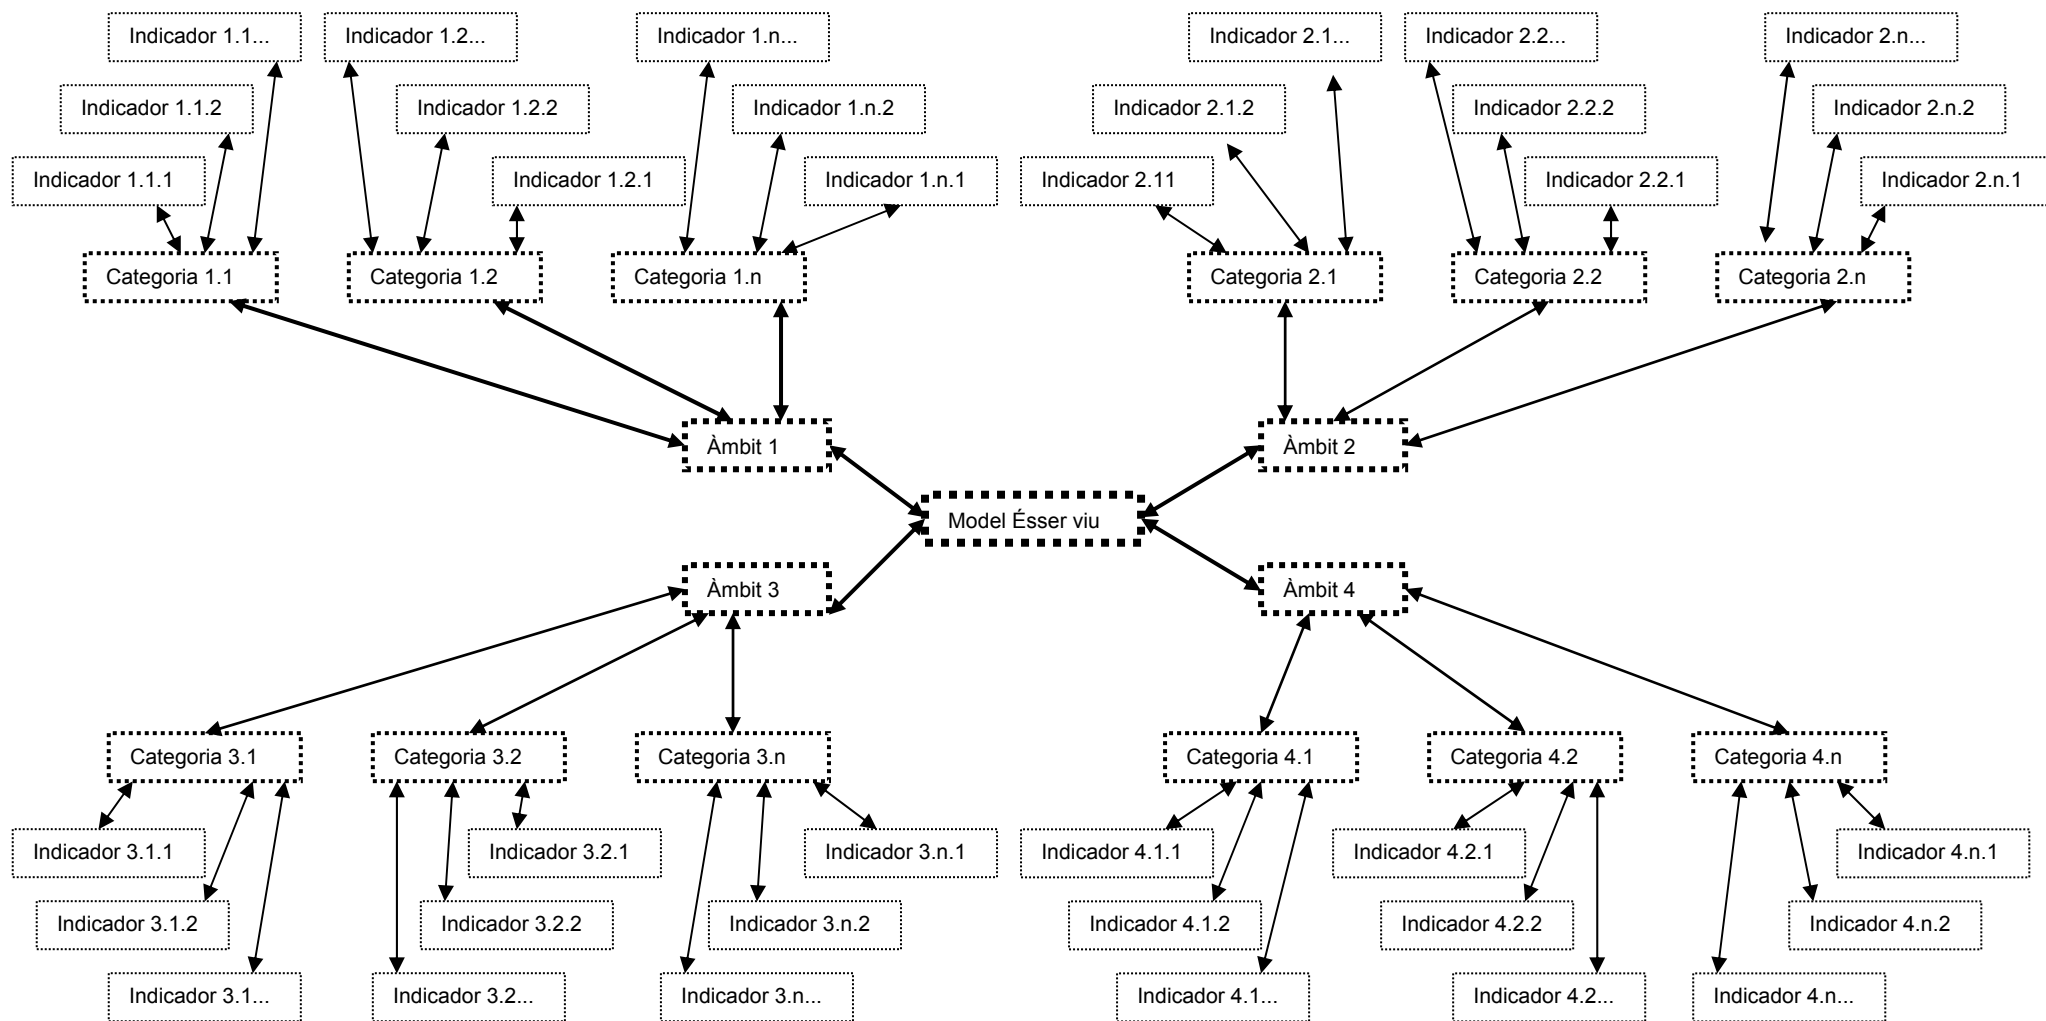 Indicador 1.1...
Indicador 1.2...
Indicador 1.n...
Indicador 2.1...
Indicador 2.2...
Indicador 2.n...
Indicador 1.1.2
Indicador 1.2.2
Indicador 1.n.2
Indicador 2.1.2
Indicador 2.2.2
Indicador 2.n.2
Indicador 1.1.1
Indicador 1.2.1
Indicador 1.n.1
Indicador 2.11
Indicador 2.2.1
Indicador 2.n.1
Categoria 1.1
Categoria 1.2
Categoria 1.n
Categoria 2.1
Categoria 2.2
Categoria 2.n
Àmbit 1
Àmbit 2
Model Ésser viu
Àmbit 3
Àmbit 4
Categoria 3.1
Categoria 3.2
Categoria 3.n
Categoria 4.1
Categoria 4.2
Categoria 4.n
Indicador 3.1.1
Indicador 3.2.1
Indicador 3.n.1
Indicador 4.1.1
Indicador 4.2.1
Indicador 4.n.1
Indicador 3.1.2
Indicador 3.2.2
Indicador 3.n.2
Indicador 4.1.2
Indicador 4.2.2
Indicador 4.n.2
Indicador 3.1...
Indicador 3.2...
Indicador 3.n...
Indicador 4.1...
Indicador 4.2...
Indicador 4.n...